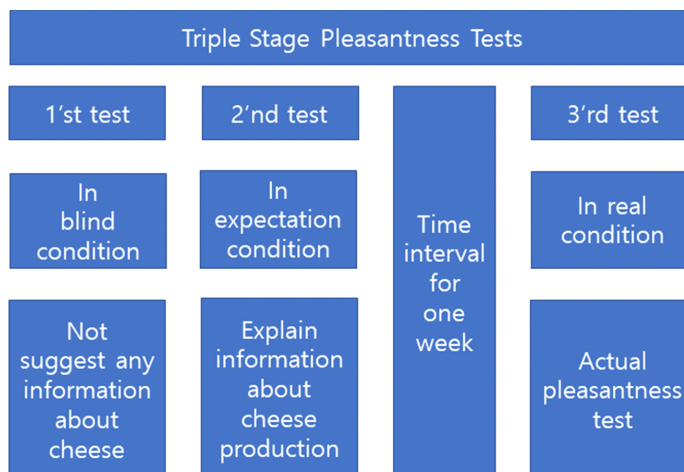 Triple Stage Pleasantness Tests
1'st test
2'nd test
3'rd test
In
blind
condition
In
expectation
condition
Time
interval
for
one
week
In real
condition
Not
suggest any
information
about
cheese
Explain
information
about
cheese
production
Actual
pleasantness
test